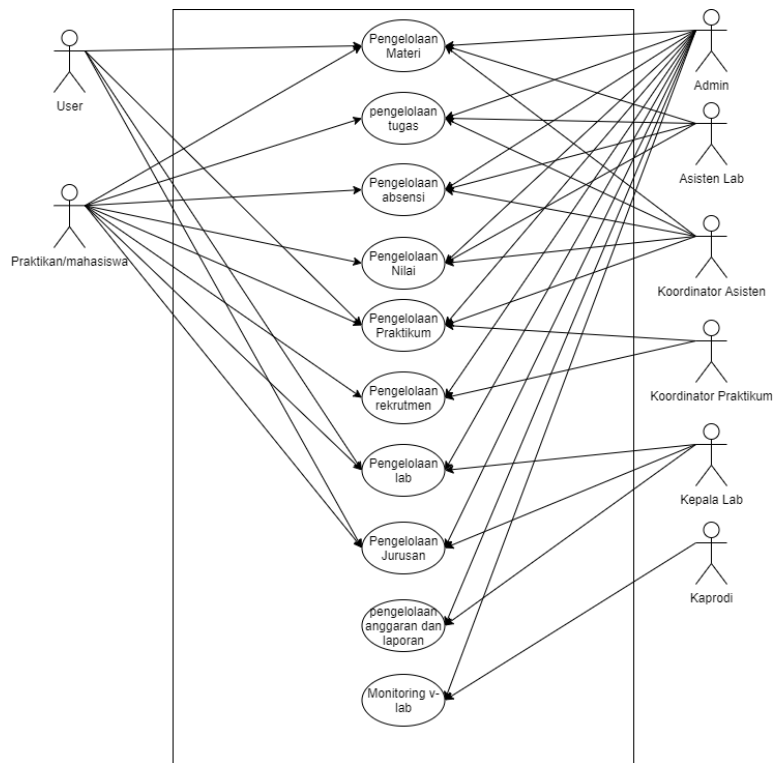 User
Praktikan/mahasiswa
Pengelolaan
Materi
pengelolaan
tugas
Pengelolaan
absensi
Pengelolaan
Nilai
Pengelolaan
Praktikum
Pengelolaan
rekrutmen
Pengelolaan
lab
Pengelolaan
Jurusan
pengelolaan
anggaran dan
laporan
Monitoring v-
lab
Admin
Asisten Lab
Koordinator Asisten
Koordinator Praktikum
Kepala Lab
Kaprodi